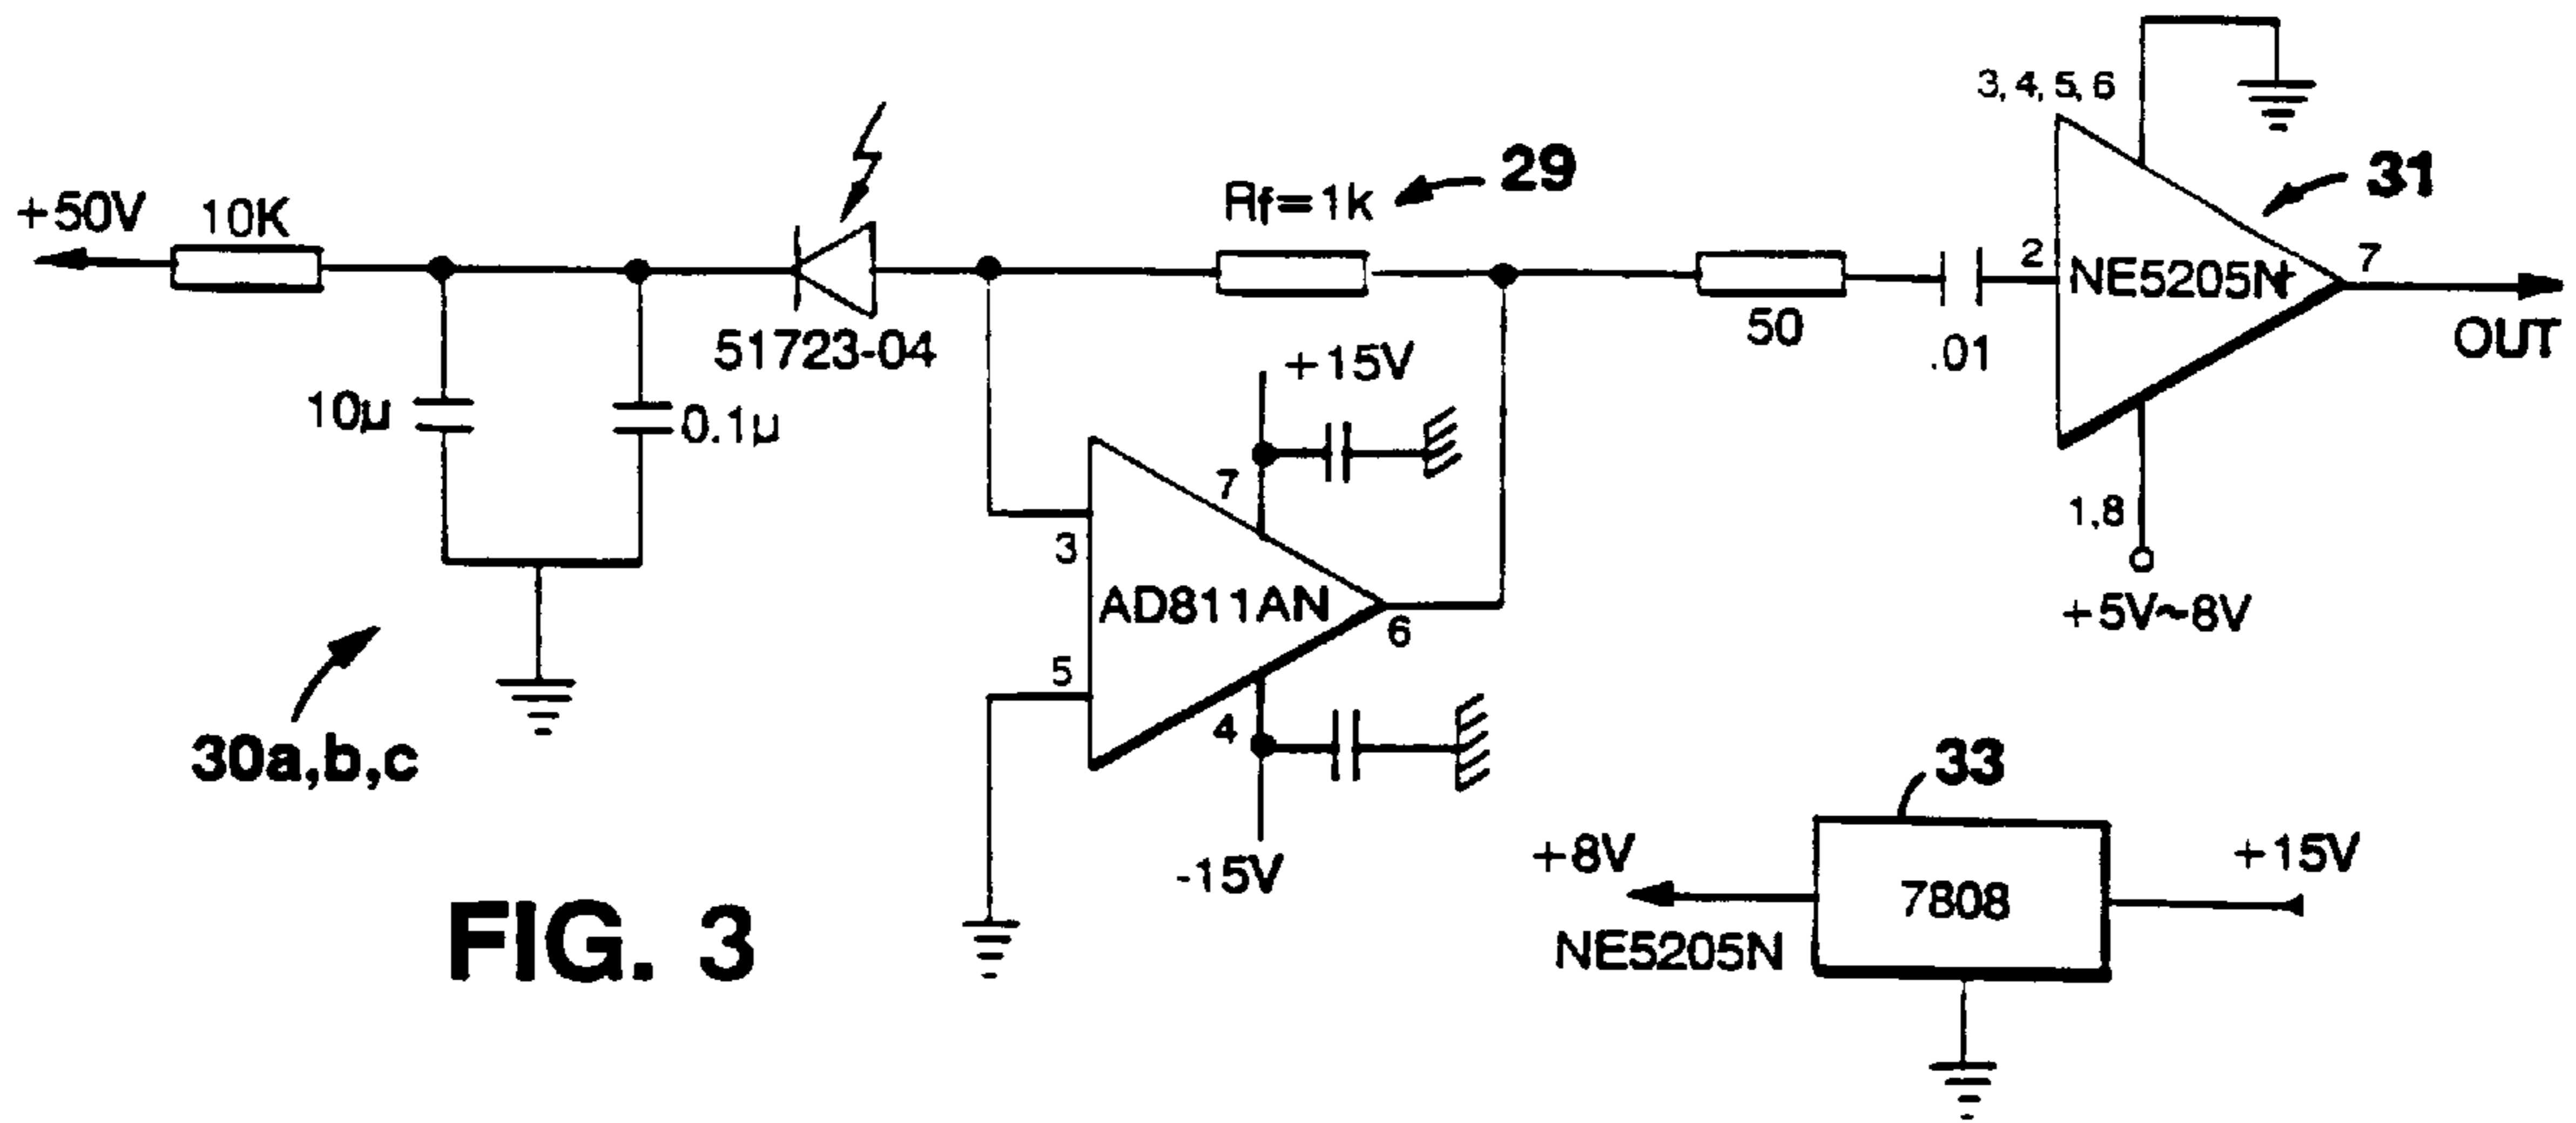 3, 4, 5, 6
31
29
+50V
10K
Rf=1k
2
NE5205N
7
OUT
51723-04
50
.01
+15V
10µ
0.1µ
7
1,8
3
AD811AN
6
+5V~8V
5
4
30a,b,c
33
-15V
+8V
7808
+15V
NE5205N
FIG. 3